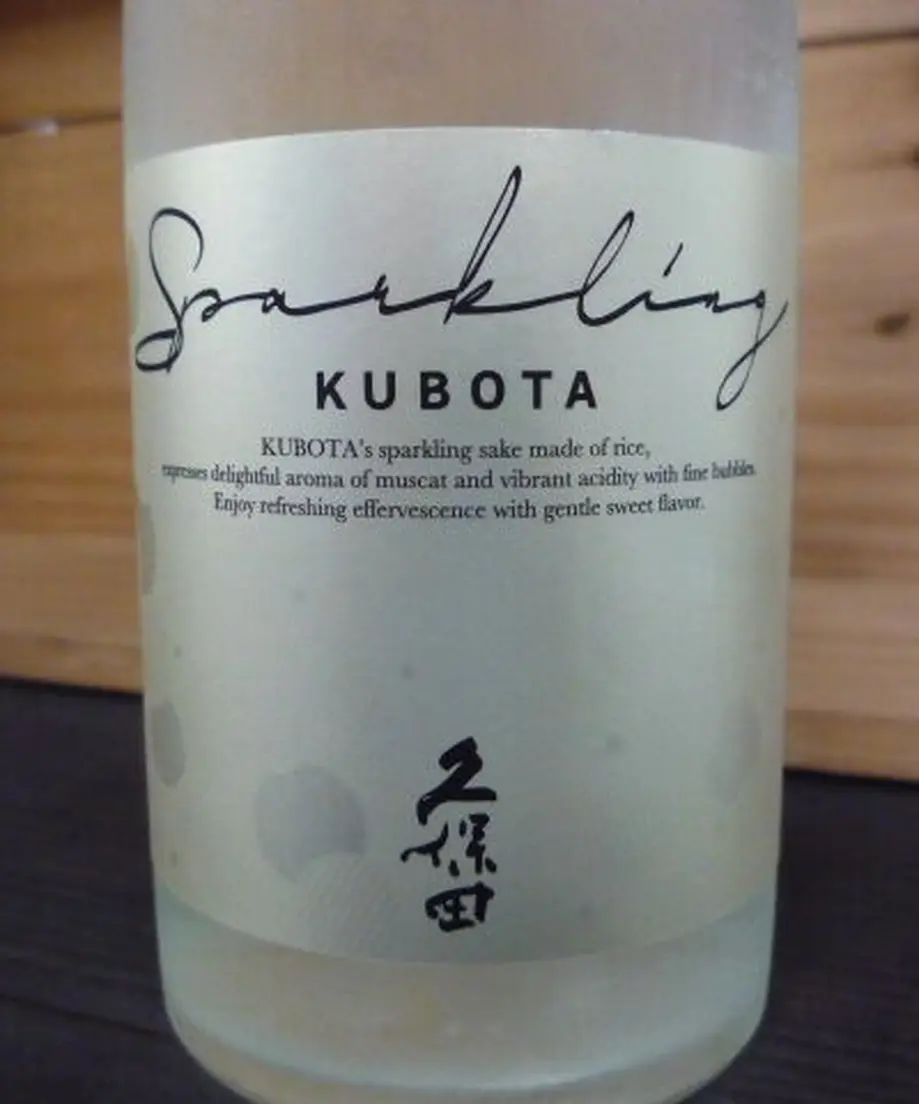 Sparkling
KUBOTA
KUBOTA's sparkling sake made of rice,
expresses delightful aroma of muscat and vibrant acidity with fine bubbles.
Enjoy refreshing effervescence with gentle sweet flavor.
久
保
田